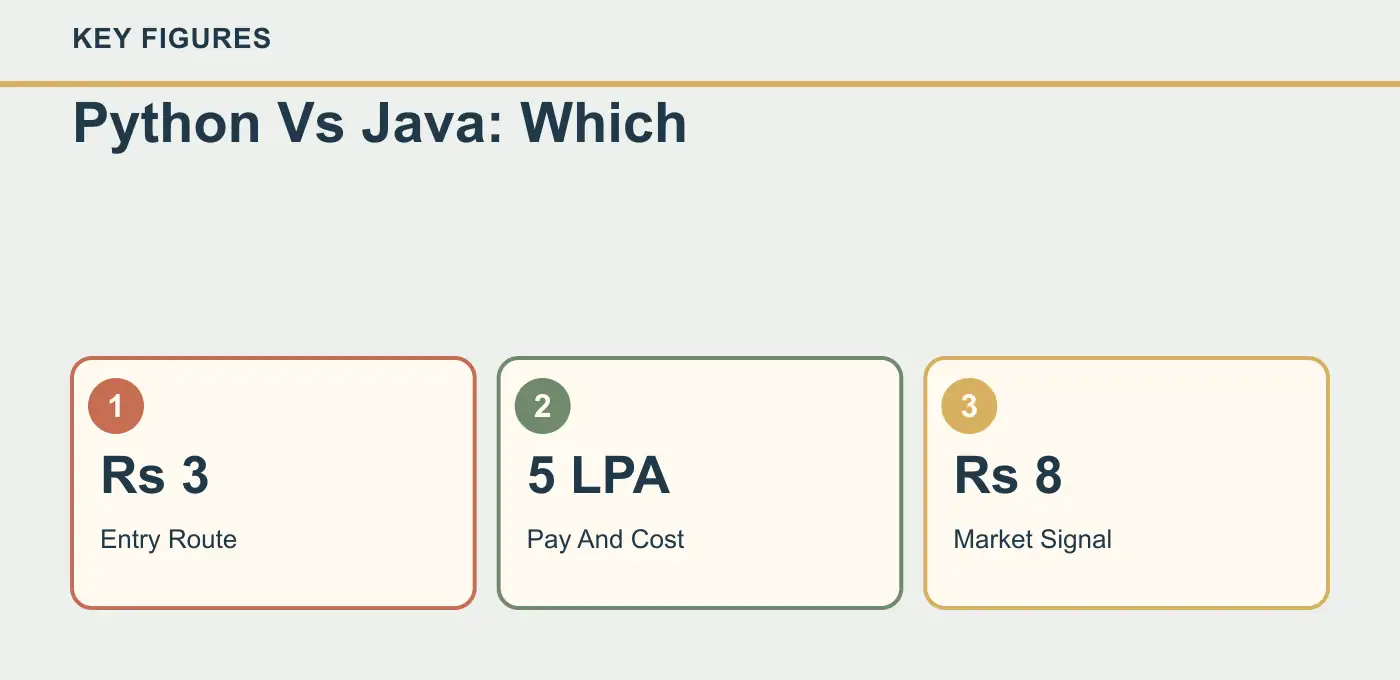 KEY FIGURES
Python Vs Java: Which
1
Rs 3
Entry Route
2
5 LPA
Pay And Cost
3
Rs 8
Market Signal